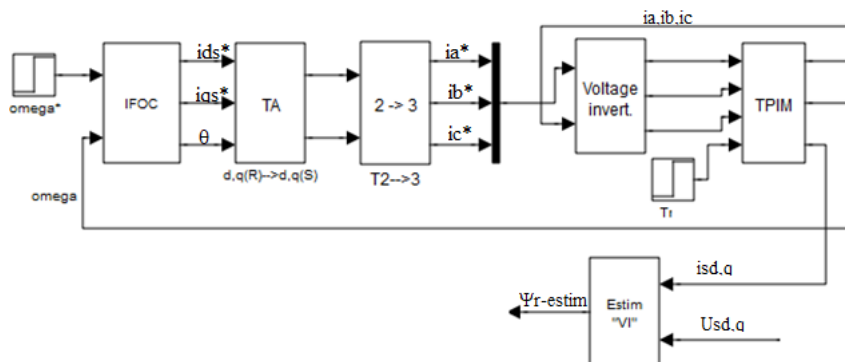 ia,ib,ic
omega*
IFOC
ids*
iqs*
θ
TA
d,q(R)-->d,q(S)
2 -> 3
T2-->3
ia*
ib*
ic*
Voltage
invert.
TPIM
Tr
omega
isd,q
Ψr-estim
Estim
"VI"
Usd,q